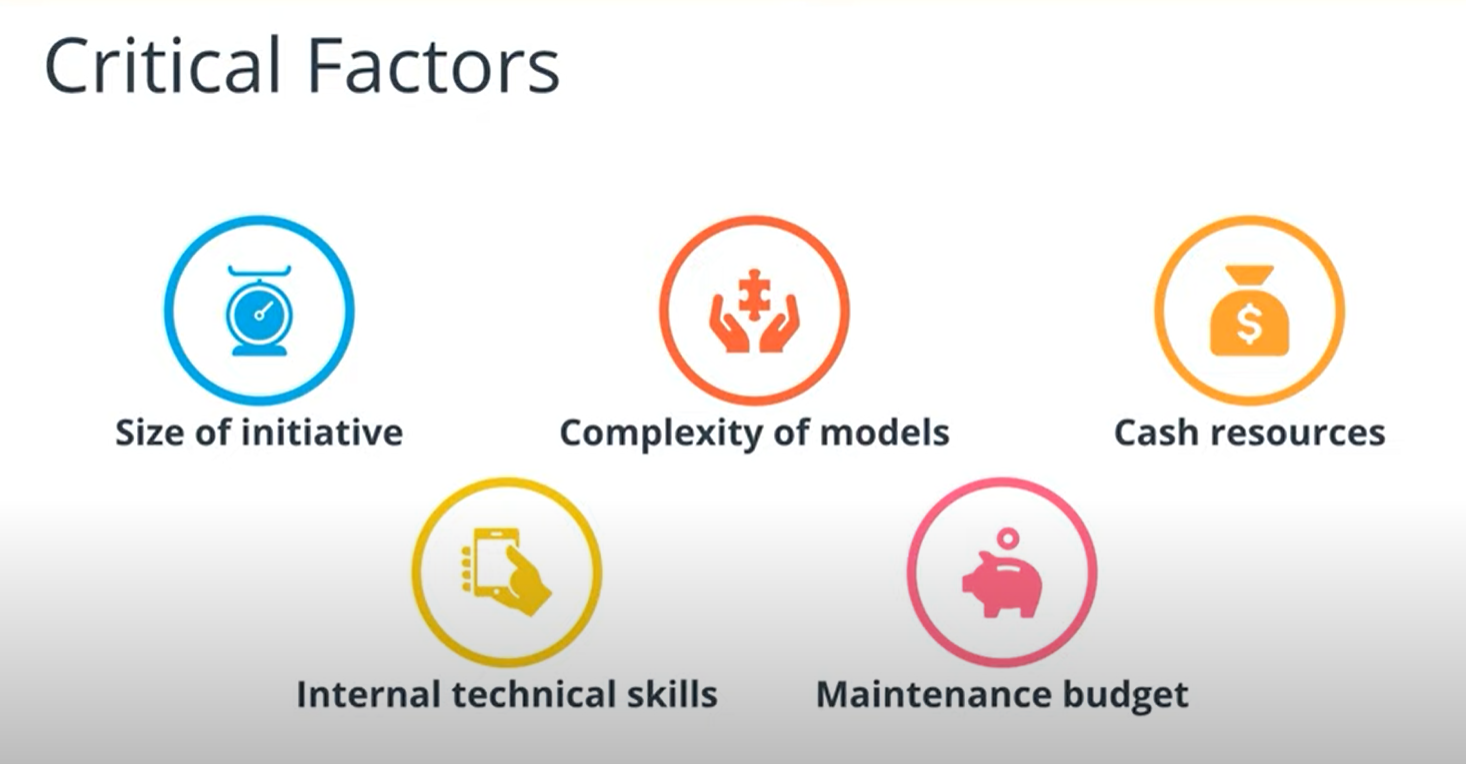 Critical Factors
Size of initiative
Complexity of models
Cash resources
$
Internal technical skills
Maintenance budget